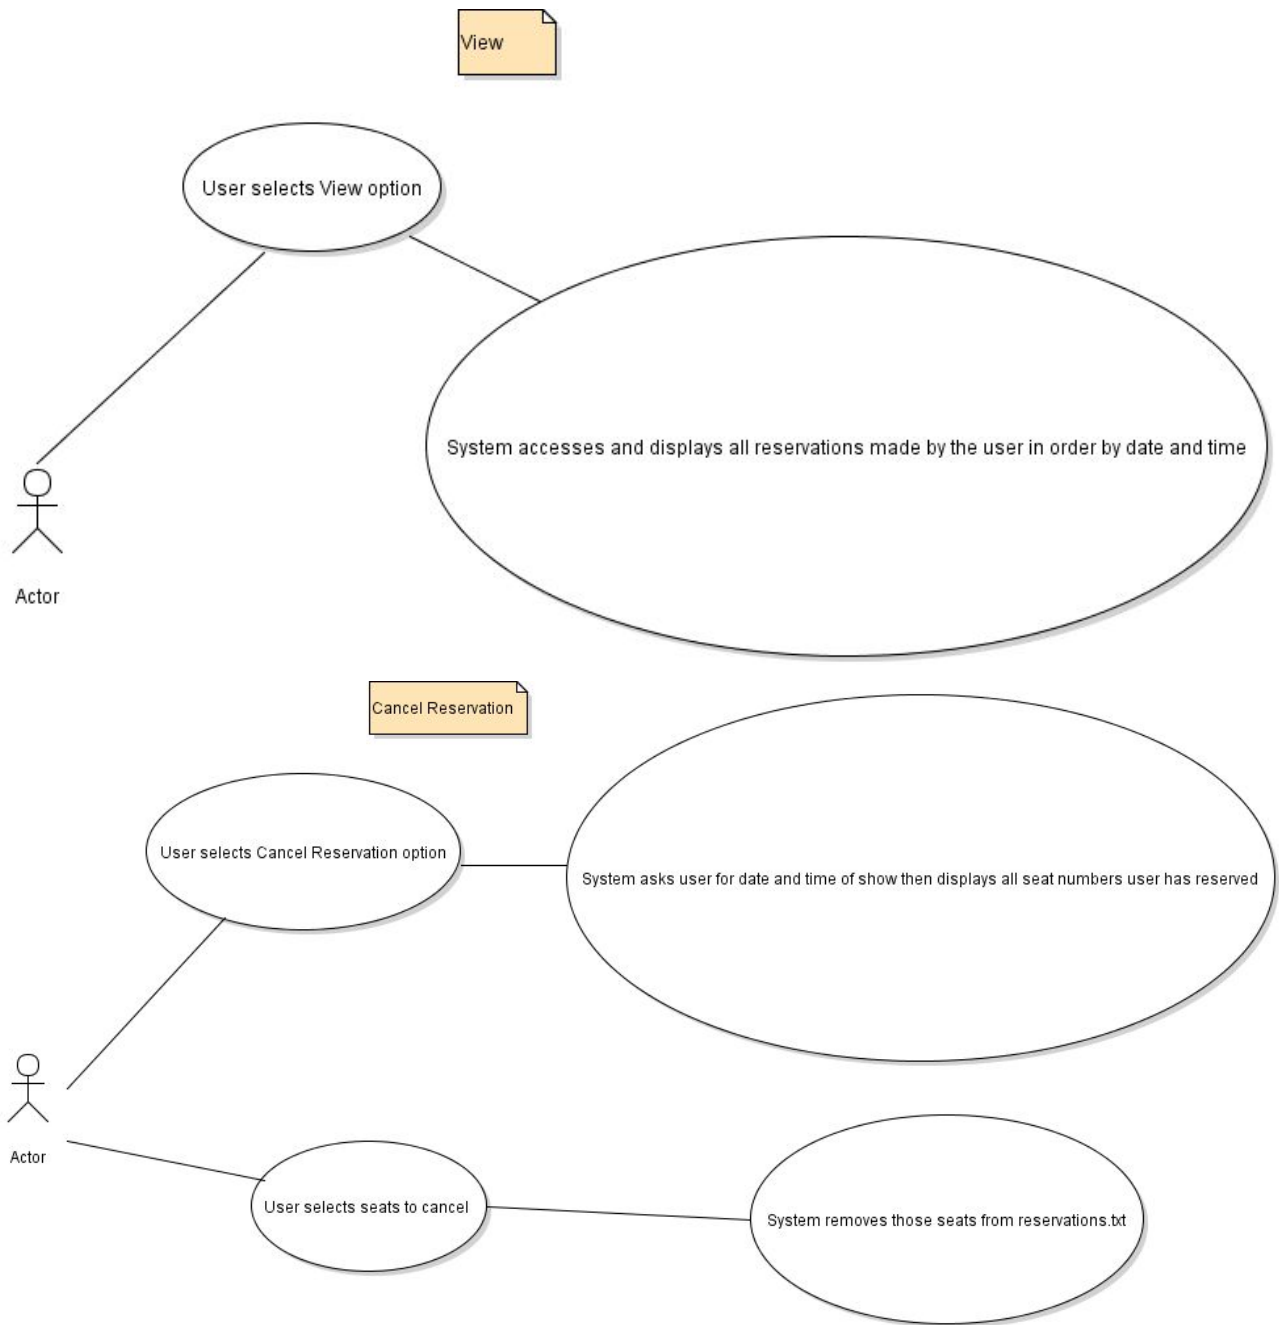 View
User selects View option
System accesses and displays all reservations made by the user in order by date and time
Actor
Cancel Reservation
User selects Cancel Reservation option
System asks user for date and time of show then displays all seat numbers user has reserved
Actor
User selects seats to cancel
System removes those seats from reservations.txt